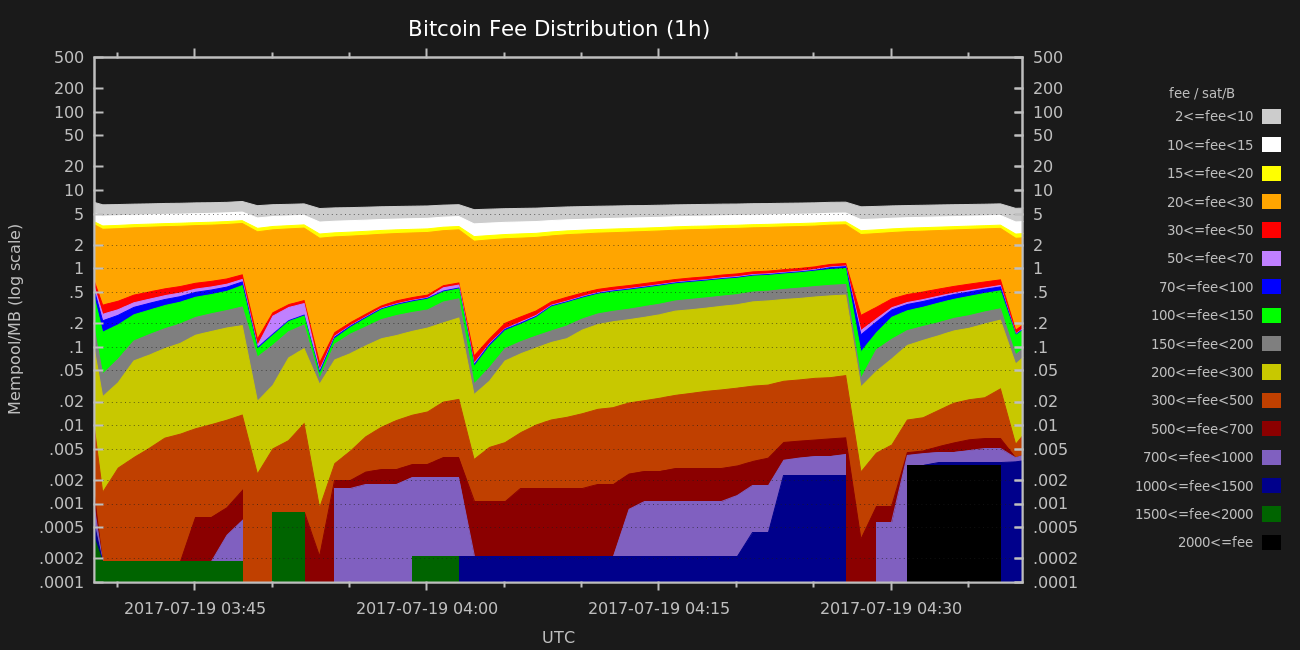 Bitcoin Fee Distribution (1h)
Mempool/MB (log scale)
500
200
100
50
20
10
5
2
1
.5
.2
.1
.05
.02
.01
.005
.002
.001
.0005
.0002
.0001
500
200
100
50
20
10
5
2
1
.5
.2
.1
.05
.02
.01
.005
.002
.001
.0005
.0002
.0001
2017-07-19 03:45
2017-07-19 04:00
2017-07-19 04:15
2017-07-19 04:30
UTC
fee / sat/B
2<=fee<10
10<=fee<15
15<=fee<20
20<=fee<30
30<=fee<50
50<=fee<70
70<=fee<100
100<=fee<150
150<=fee<200
200<=fee<300
300<=fee<500
500<=fee<700
700<=fee<1000
1000<=fee<1500
1500<=fee<2000
2000<=fee